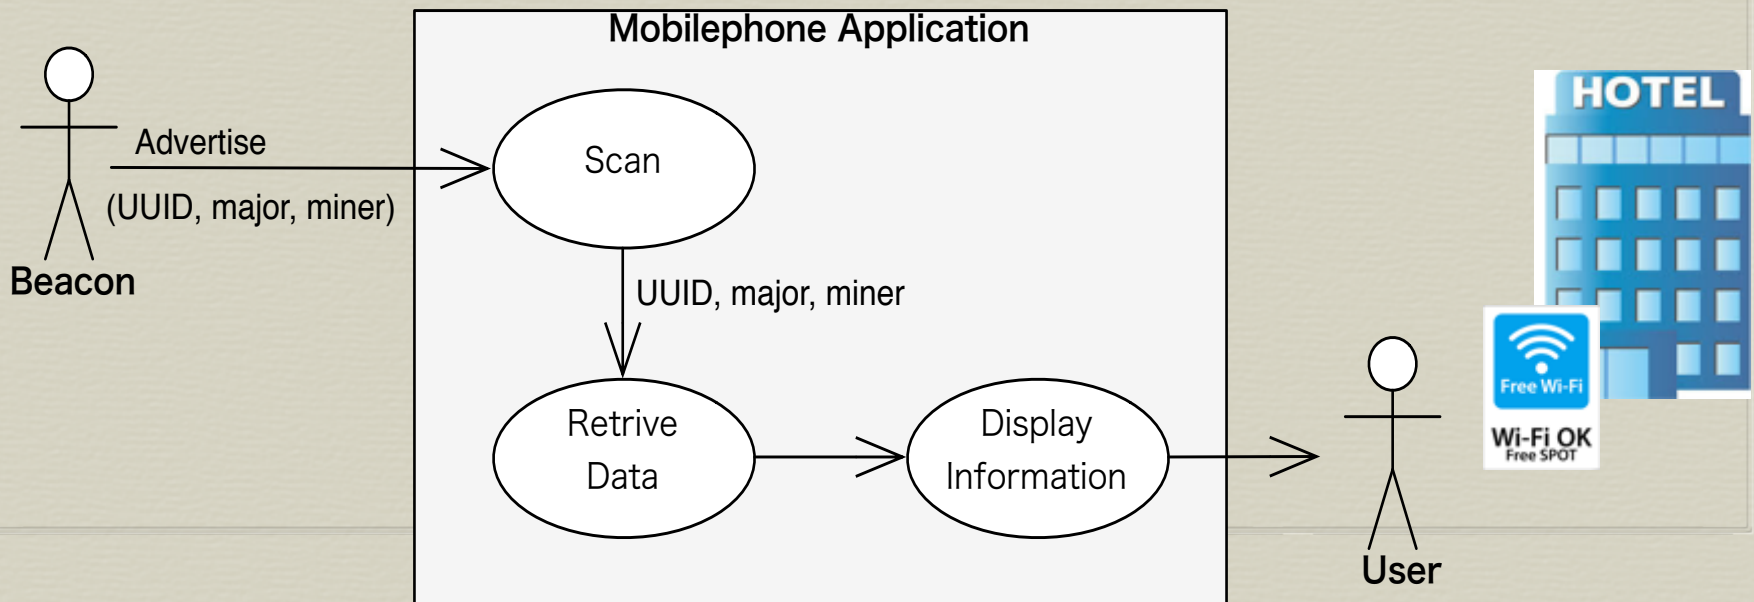 Mobilephone Application
Advertise
(UUID, major, miner)
Beacon
Scan
UUID, major, miner
Retrive
Data
Display
Information
User
HOTEL
Free Wi-Fi
Wi-Fi OK
Free SPOT